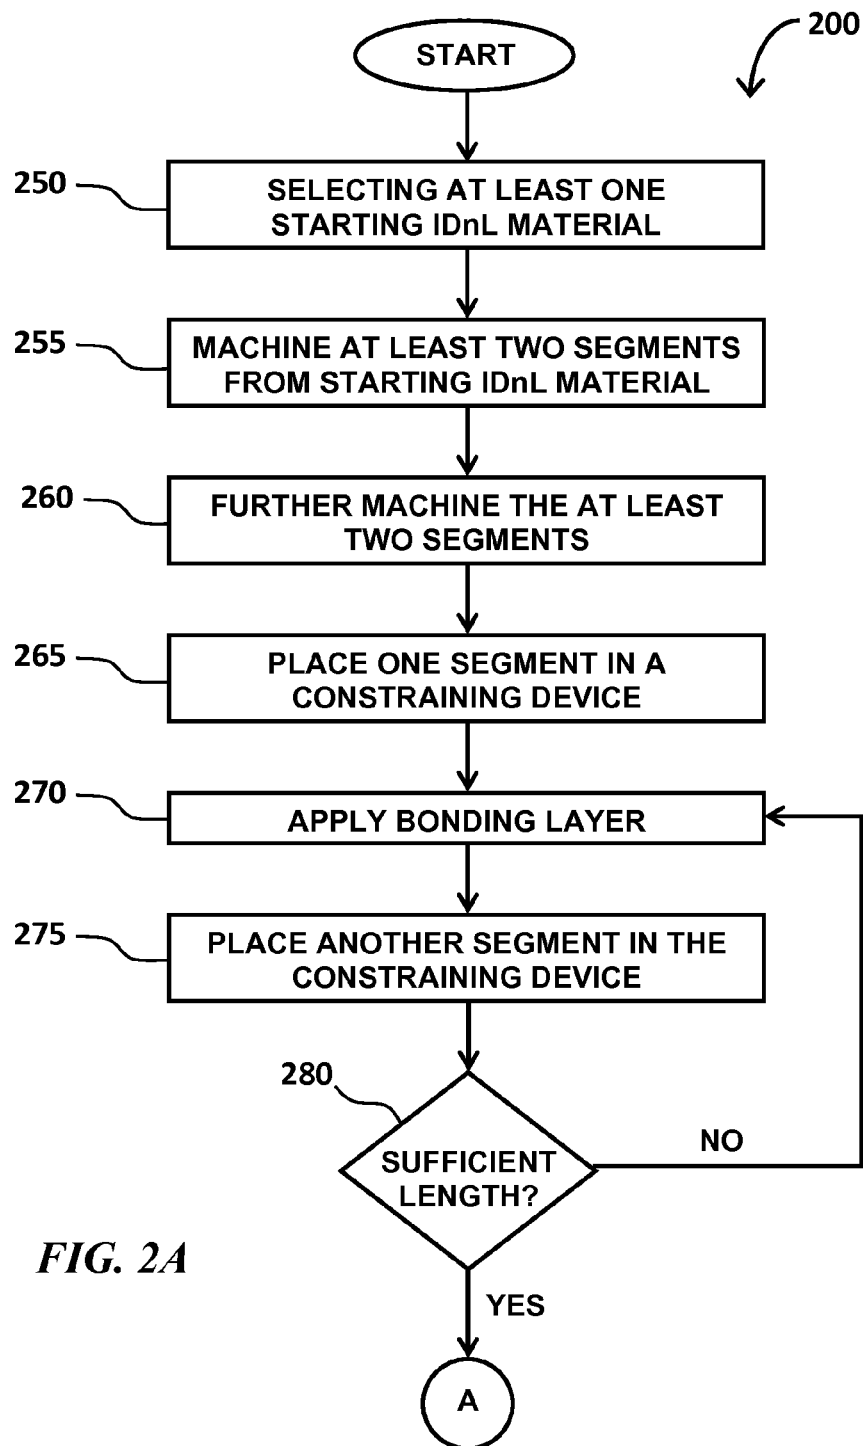 200
START
250
SELECTING AT LEAST ONE
STARTING IDnL MATERIAL
255
MACHINE AT LEAST TWO SEGMENTS
FROM STARTING IDnL MATERIAL
260
FURTHER MACHINE THE AT LEAST
TWO SEGMENTS
265
PLACE ONE SEGMENT IN A
CONSTRAINING DEVICE
270
APPLY BONDING LAYER
275
PLACE ANOTHER SEGMENT IN THE
CONSTRAINING DEVICE
280
SUFFICIENT
LENGTH?
NO
FIG. 2A
YES
A